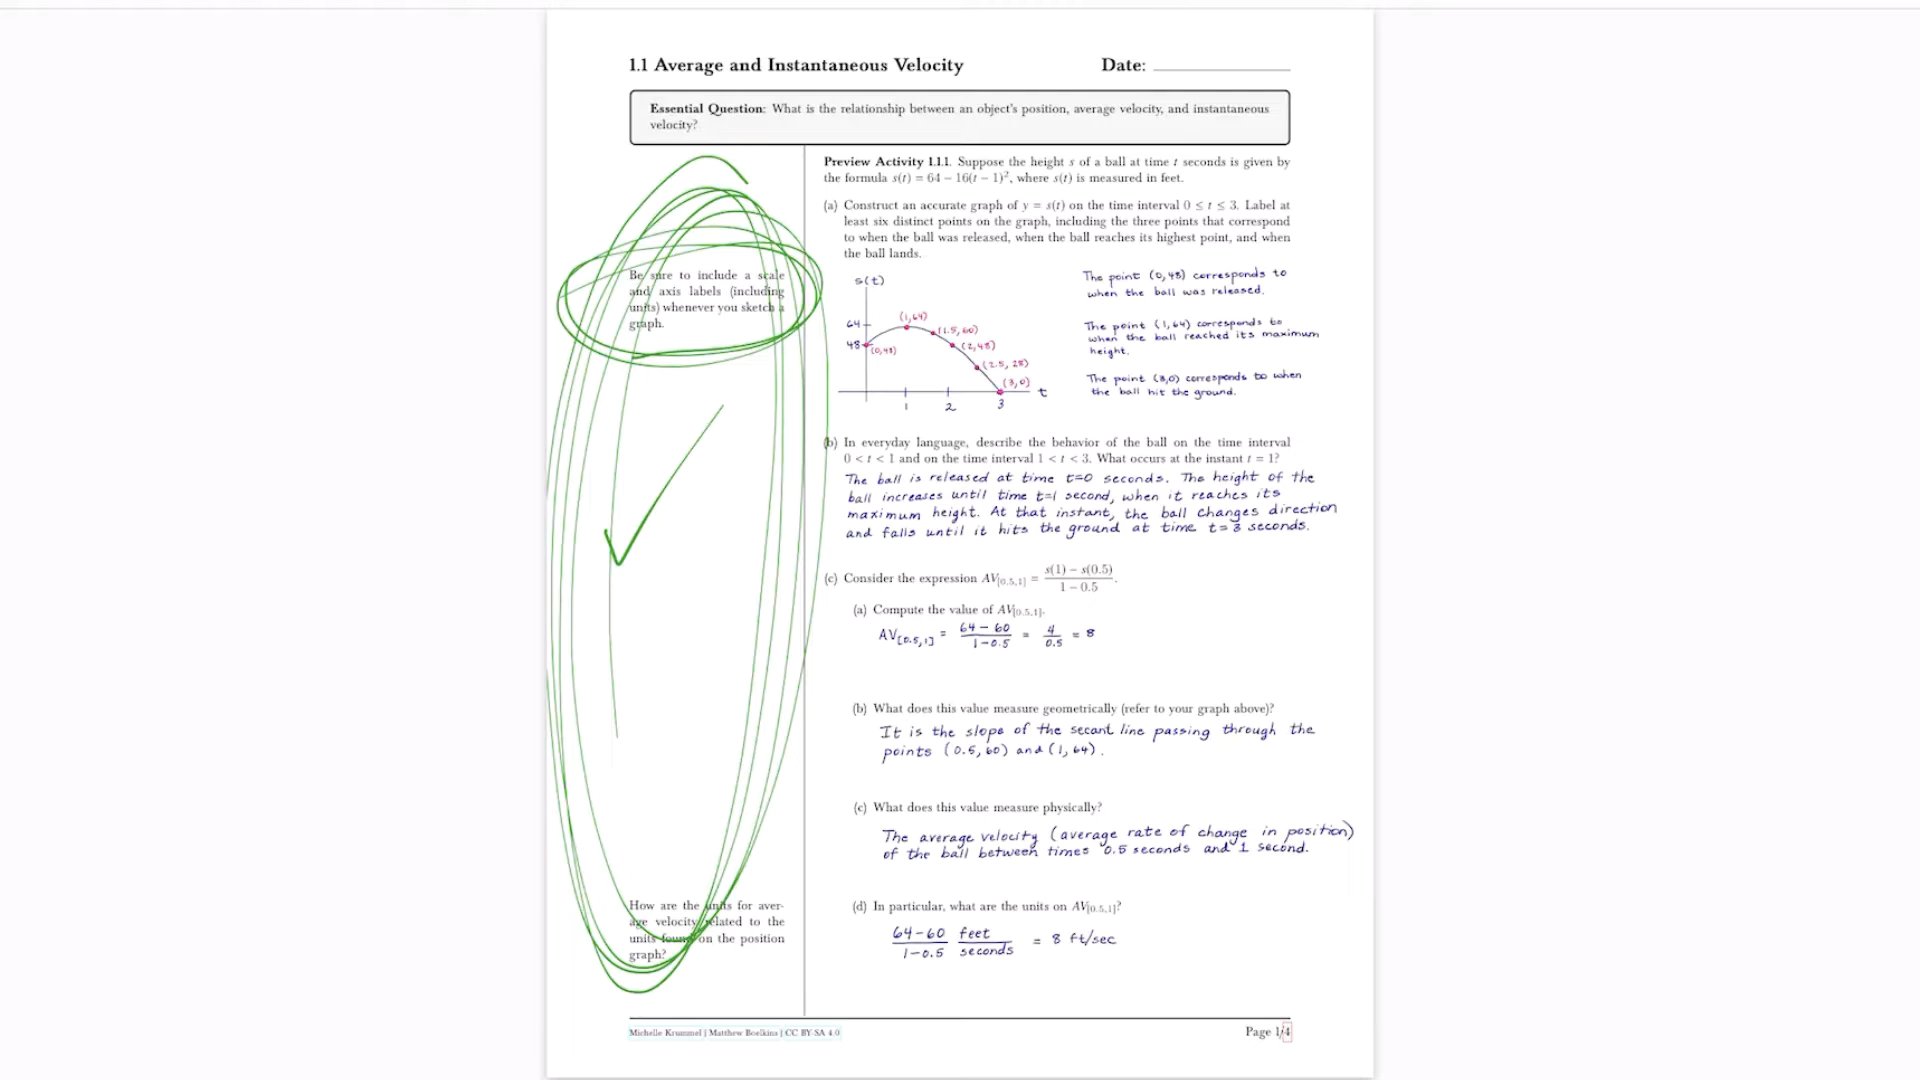 1.1 Average and Instantaneous Velocity
Date:
Essential Question: What is the relationship between an object's position, average velocity, and instantaneous
velocity?
Be sure to include a scale
and axis labels (including
units) whenever you sketch a
graph.
How are the units for aver-
age velocity related to the
units found on the position
graph?
Preview Activity 1.1.1. Suppose the height s of a ball at time t seconds is given by
the formula s(t) = 64 − 16(t − 1)², where s(t) is measured in feet.
(a) Construct an accurate graph of y = s(t) on the time interval 0 ≤ t ≤ 3. Label at
least six distinct points on the graph, including the three points that correspond
to when the ball was released, when the ball reaches its highest point, and when
the ball lands.
s(t)
64
48
(0,48)
(1,64)
(1.5, 60)
(2,48)
(2.5, 28)
(3,0)
t
1
2
3
The point (0,48) corresponds to
when the ball was released.
The point (1,64) corresponds to
when the ball reached its maximum
height.
The point (3,0) corresponds to when
the ball hit the ground.
(b) In everyday language, describe the behavior of the ball on the time interval
0 < t < 1 and on the time interval 1 < t < 3. What occurs at the instant t = 1?
The ball is released at time t=0 seconds. The height of the
ball increases until time t=1 second, when it reaches its
maximum height. At that instant, the ball changes direction
and falls until it hits the ground at time t=3 seconds.
(c) Consider the expression AV[0.5,1] = s(1) − s(0.5) / 1 − 0.5.
(a) Compute the value of AV[0.5,1].
AV[0.5,1] = 64 − 60 / 1−0.5 = 4 / 0.5 = 8
(b) What does this value measure geometrically (refer to your graph above)?
It is the slope of the secant line passing through the
points (0.5, 60) and (1, 64).
(c) What does this value measure physically?
The average velocity (average rate of change in position)
of the ball between times 0.5 seconds and 1 second.
(d) In particular, what are the units on AV[0.5,1]?
64−60 / 1−0.5 feet / seconds = 8 ft/sec
Michelle Krummel | Matthew Boelkins | CC BY-SA 4.0
Page 1/4